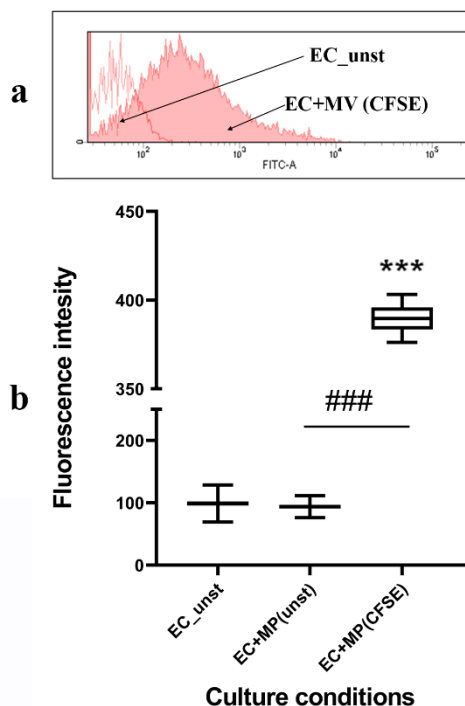 a
EC_unst
EC+MV (CFSE)
0
10²
10³
10⁴
10⁵
FITC-A
b
Fluorescence intesity
450
400
350
200
100
0
***
###
EC_unst
EC+MP(unst)
EC+MP(CFSE)
Culture conditions